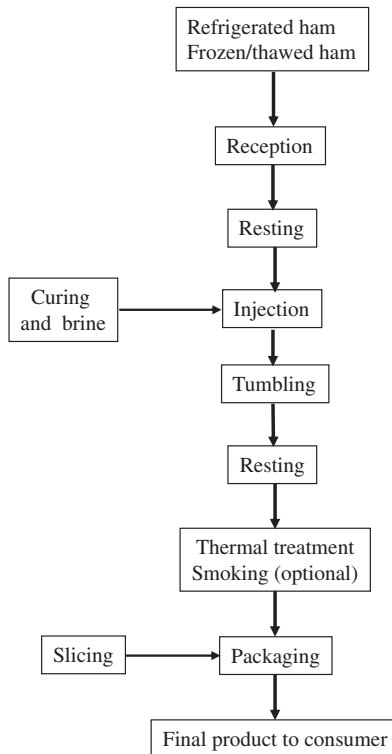 Refrigerated ham
Frozen/thawed ham
Reception
Resting
Curing
and brine
Injection
Tumbling
Resting
Thermal treatment
Smoking (optional)
Slicing
Packaging
Final product to consumer